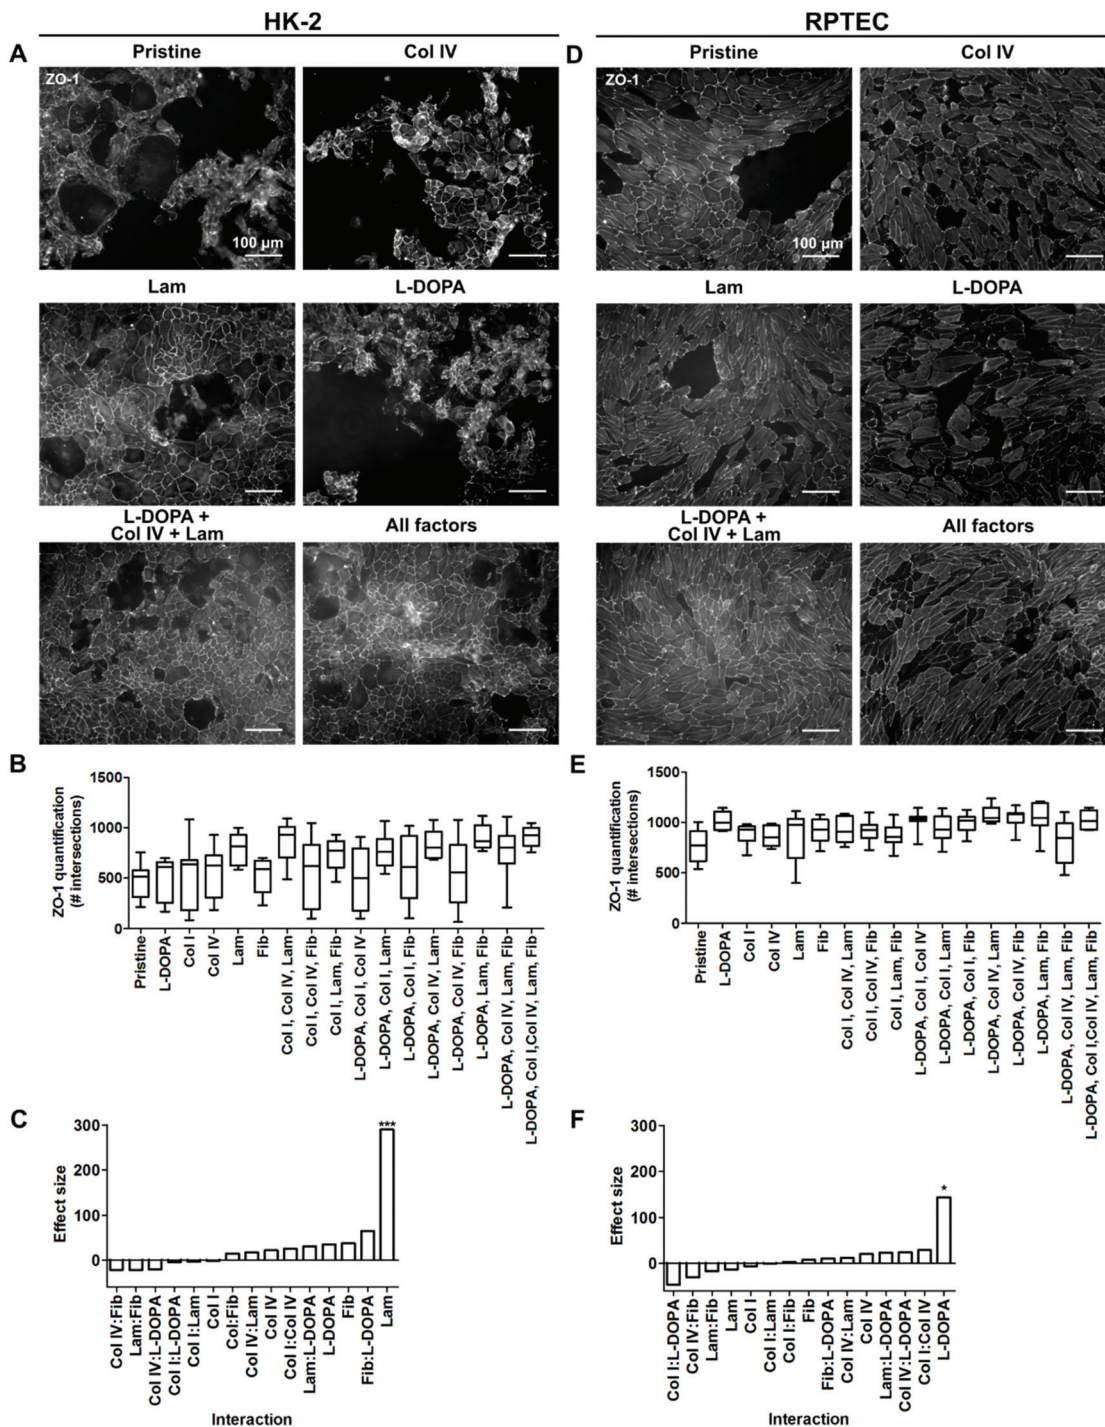 HK-2
RPTEC
A
Pristine
Col IV
ZO-1
100 µm
Lam
L-DOPA
L-DOPA +
Col IV + Lam
All factors
D
Pristine
Col IV
ZO-1
100 µm
Lam
L-DOPA
L-DOPA +
Col IV + Lam
All factors
B
ZO-1 quantification
(# intersections)
1500
1000
500
0
Pristine
L-DOPA
Col I
Col IV
Lam
Fib
Col I, Col IV, Lam
Col I, Col IV, Fib
Col I, Lam, Fib
L-DOPA, Col I, Col IV
L-DOPA, Col I, Lam
L-DOPA, Col I, Fib
L-DOPA, Col IV, Lam
L-DOPA, Col IV, Fib
L-DOPA, Lam, Fib
L-DOPA, Col IV, Lam, Fib
L-DOPA, Col I,Col IV, Lam, Fib
E
ZO-1 quantification
(# intersections)
1500
1000
500
0
Pristine
L-DOPA
Col I
Col IV
Lam
Fib
Col I, Col IV, Lam
Col I, Col IV, Fib
Col I, Lam, Fib
L-DOPA, Col I, Col IV
L-DOPA, Col I, Lam
L-DOPA, Col I, Fib
L-DOPA, Col IV, Lam
L-DOPA, Col IV, Fib
L-DOPA, Lam, Fib
L-DOPA, Col IV, Lam, Fib
L-DOPA, Col I,Col IV, Lam, Fib
C
Effect size
300
200
100
0
***
Col IV:Fib
Lam:Fib
Col IV:L-DOPA
Col I:L-DOPA
Col I:Lam
Col I
Col:Fib
Col IV:Lam
Col IV
Col I:Col IV
Lam:L-DOPA
L-DOPA
Fib
Fib:L-DOPA
Lam
Interaction
F
Effect size
300
200
100
0
*
Col I:L-DOPA
Col IV:Fib
Lam:Fib
Lam
Col I
Col I:Lam
Col I:Fib
Fib
Fib:L-DOPA
Col IV:Lam
Col IV
Lam:L-DOPA
Col IV:L-DOPA
Col I:Col IV
L-DOPA
Interaction